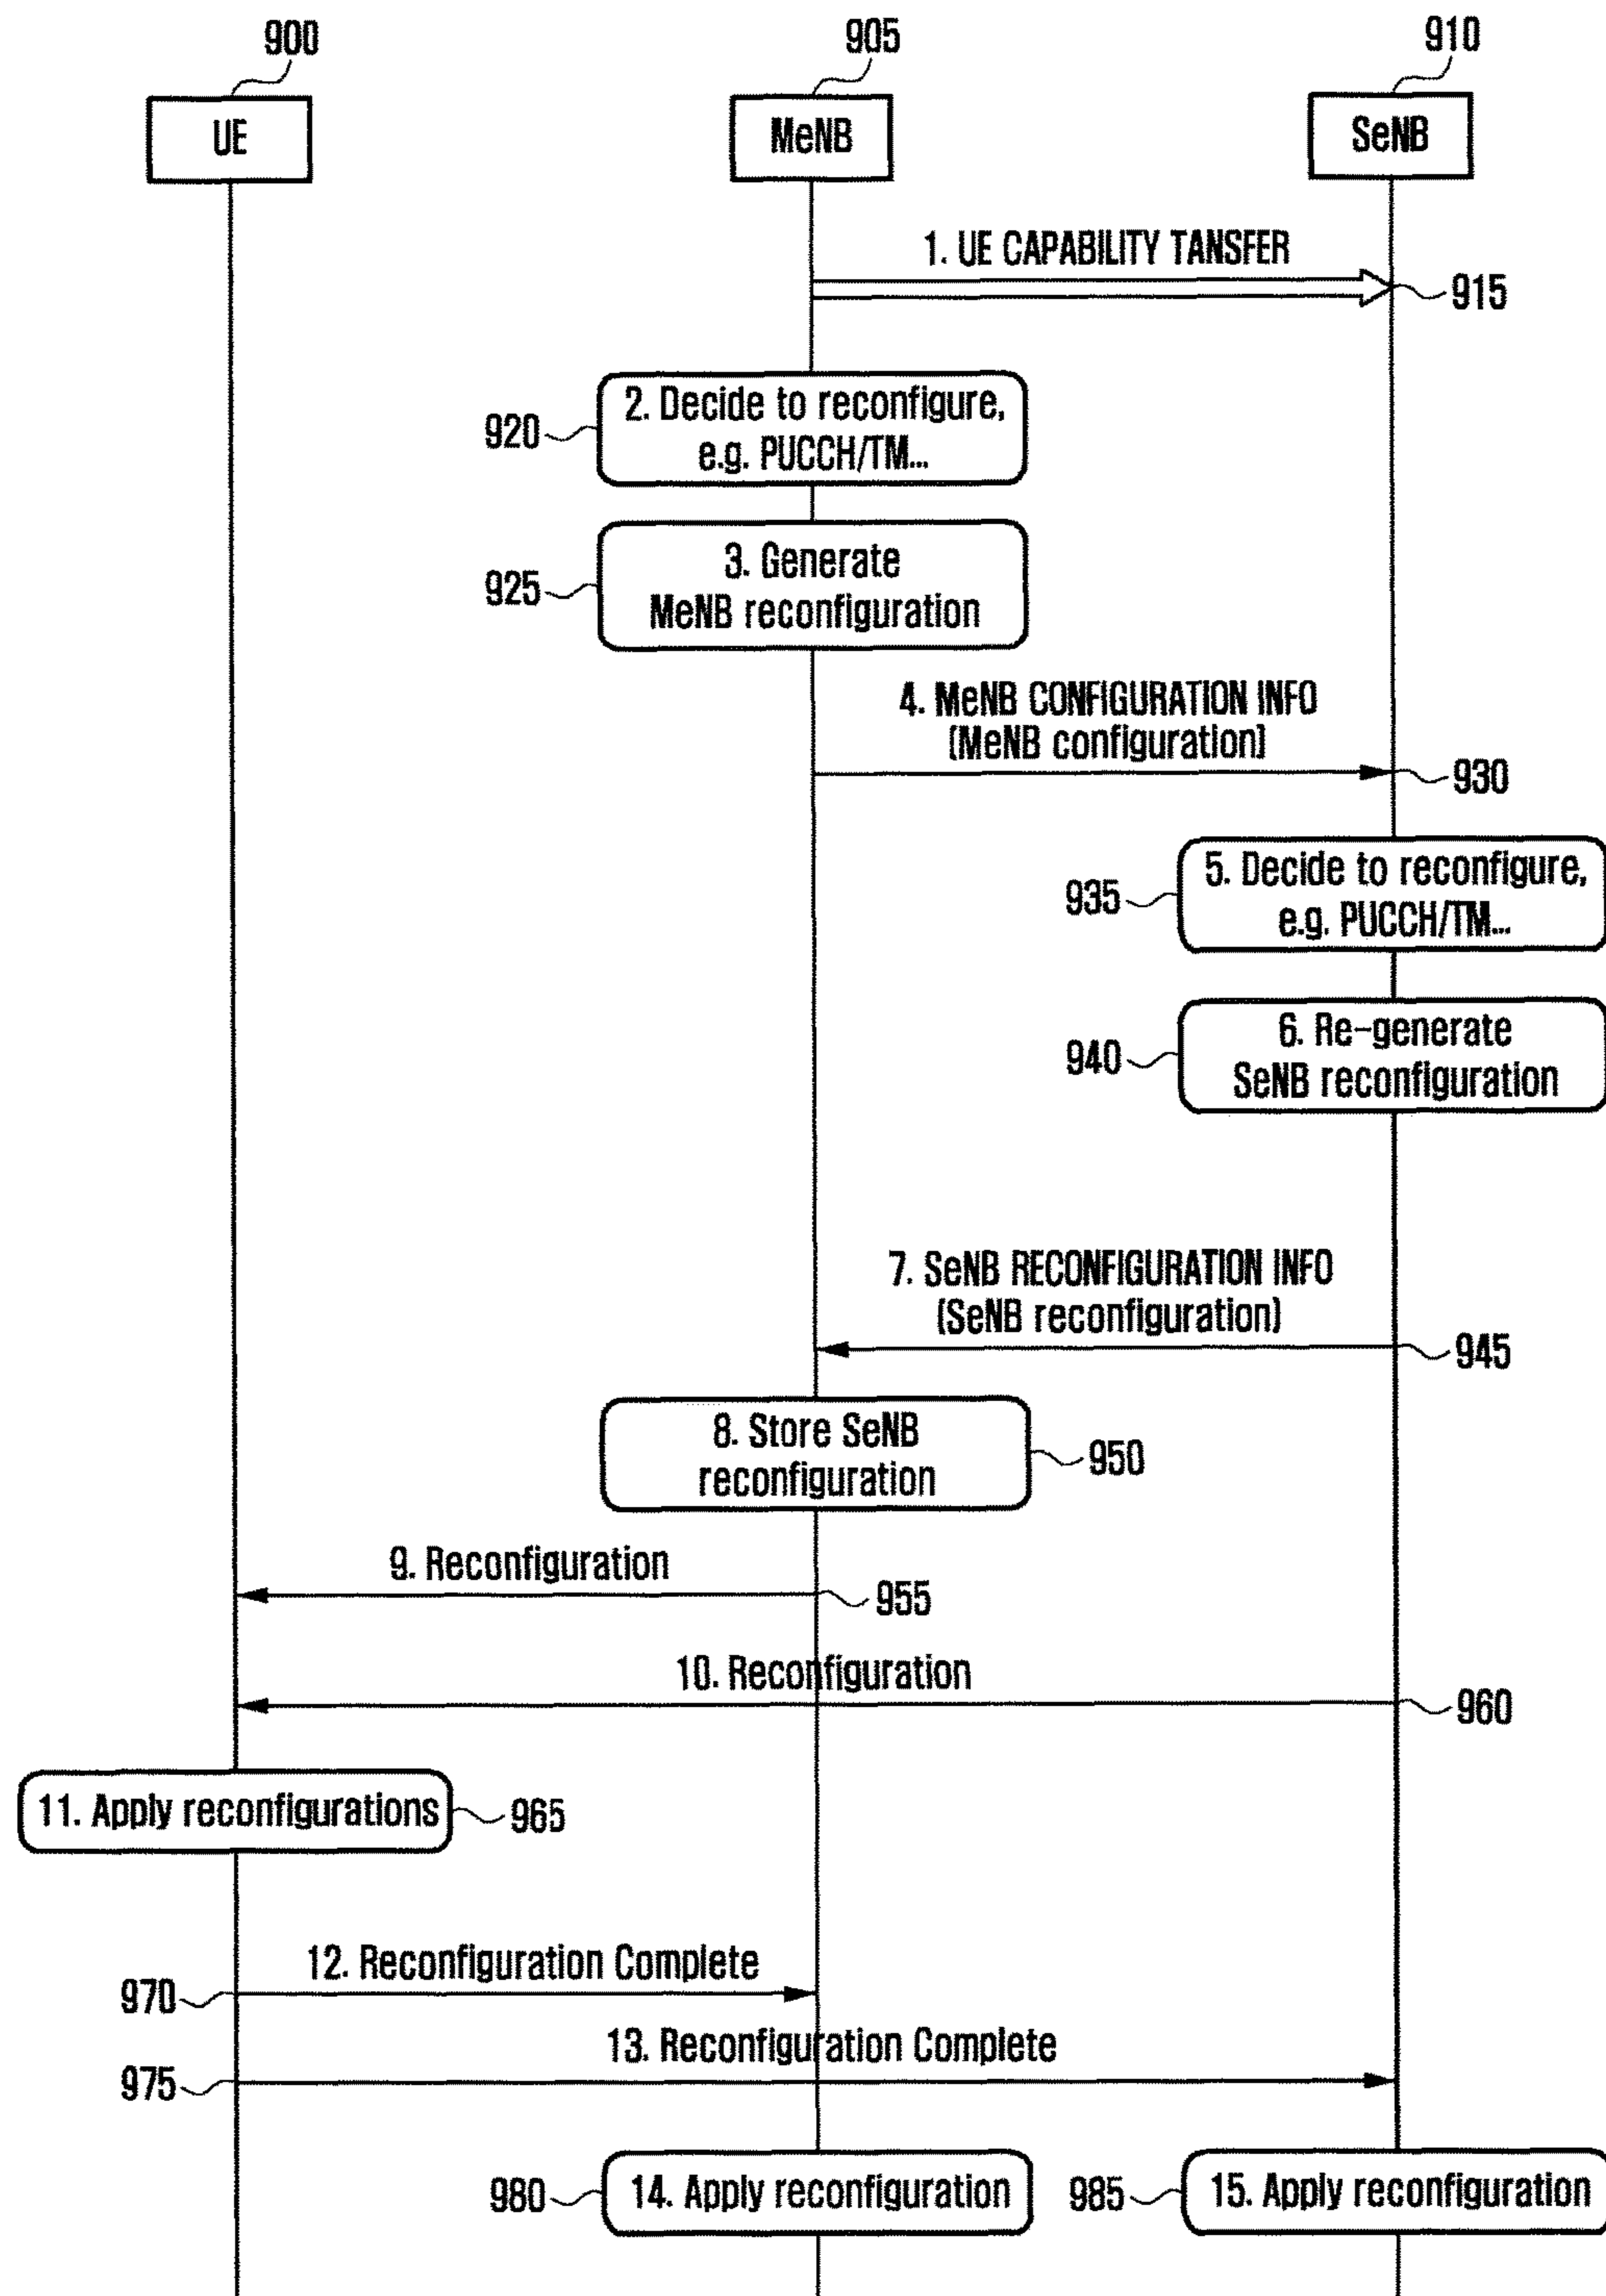 900
905
910
UE
MeNB
SeNB
1. UE CAPABILITY TANSFER
915
2. Decide to reconfigure,
e.g. PUCCH/TM...
920
3. Generate
MeNB reconfiguration
925
4. MeNB CONFIGURATION INFO
(MeNB configuration)
930
5. Decide to reconfigure,
e.g. PUCCH/TM...
935
6. Re-generate
SeNB reconfiguration
940
7. SeNB RECONFIGURATION INFO
(SeNB reconfiguration)
945
8. Store SeNB
reconfiguration
950
9. Reconfiguration
955
10. Reconfiguration
960
11. Apply reconfigurations
965
12. Reconfiguration Complete
970
13. Reconfiguration Complete
975
980
14. Apply reconfiguration
985
15. Apply reconfiguration